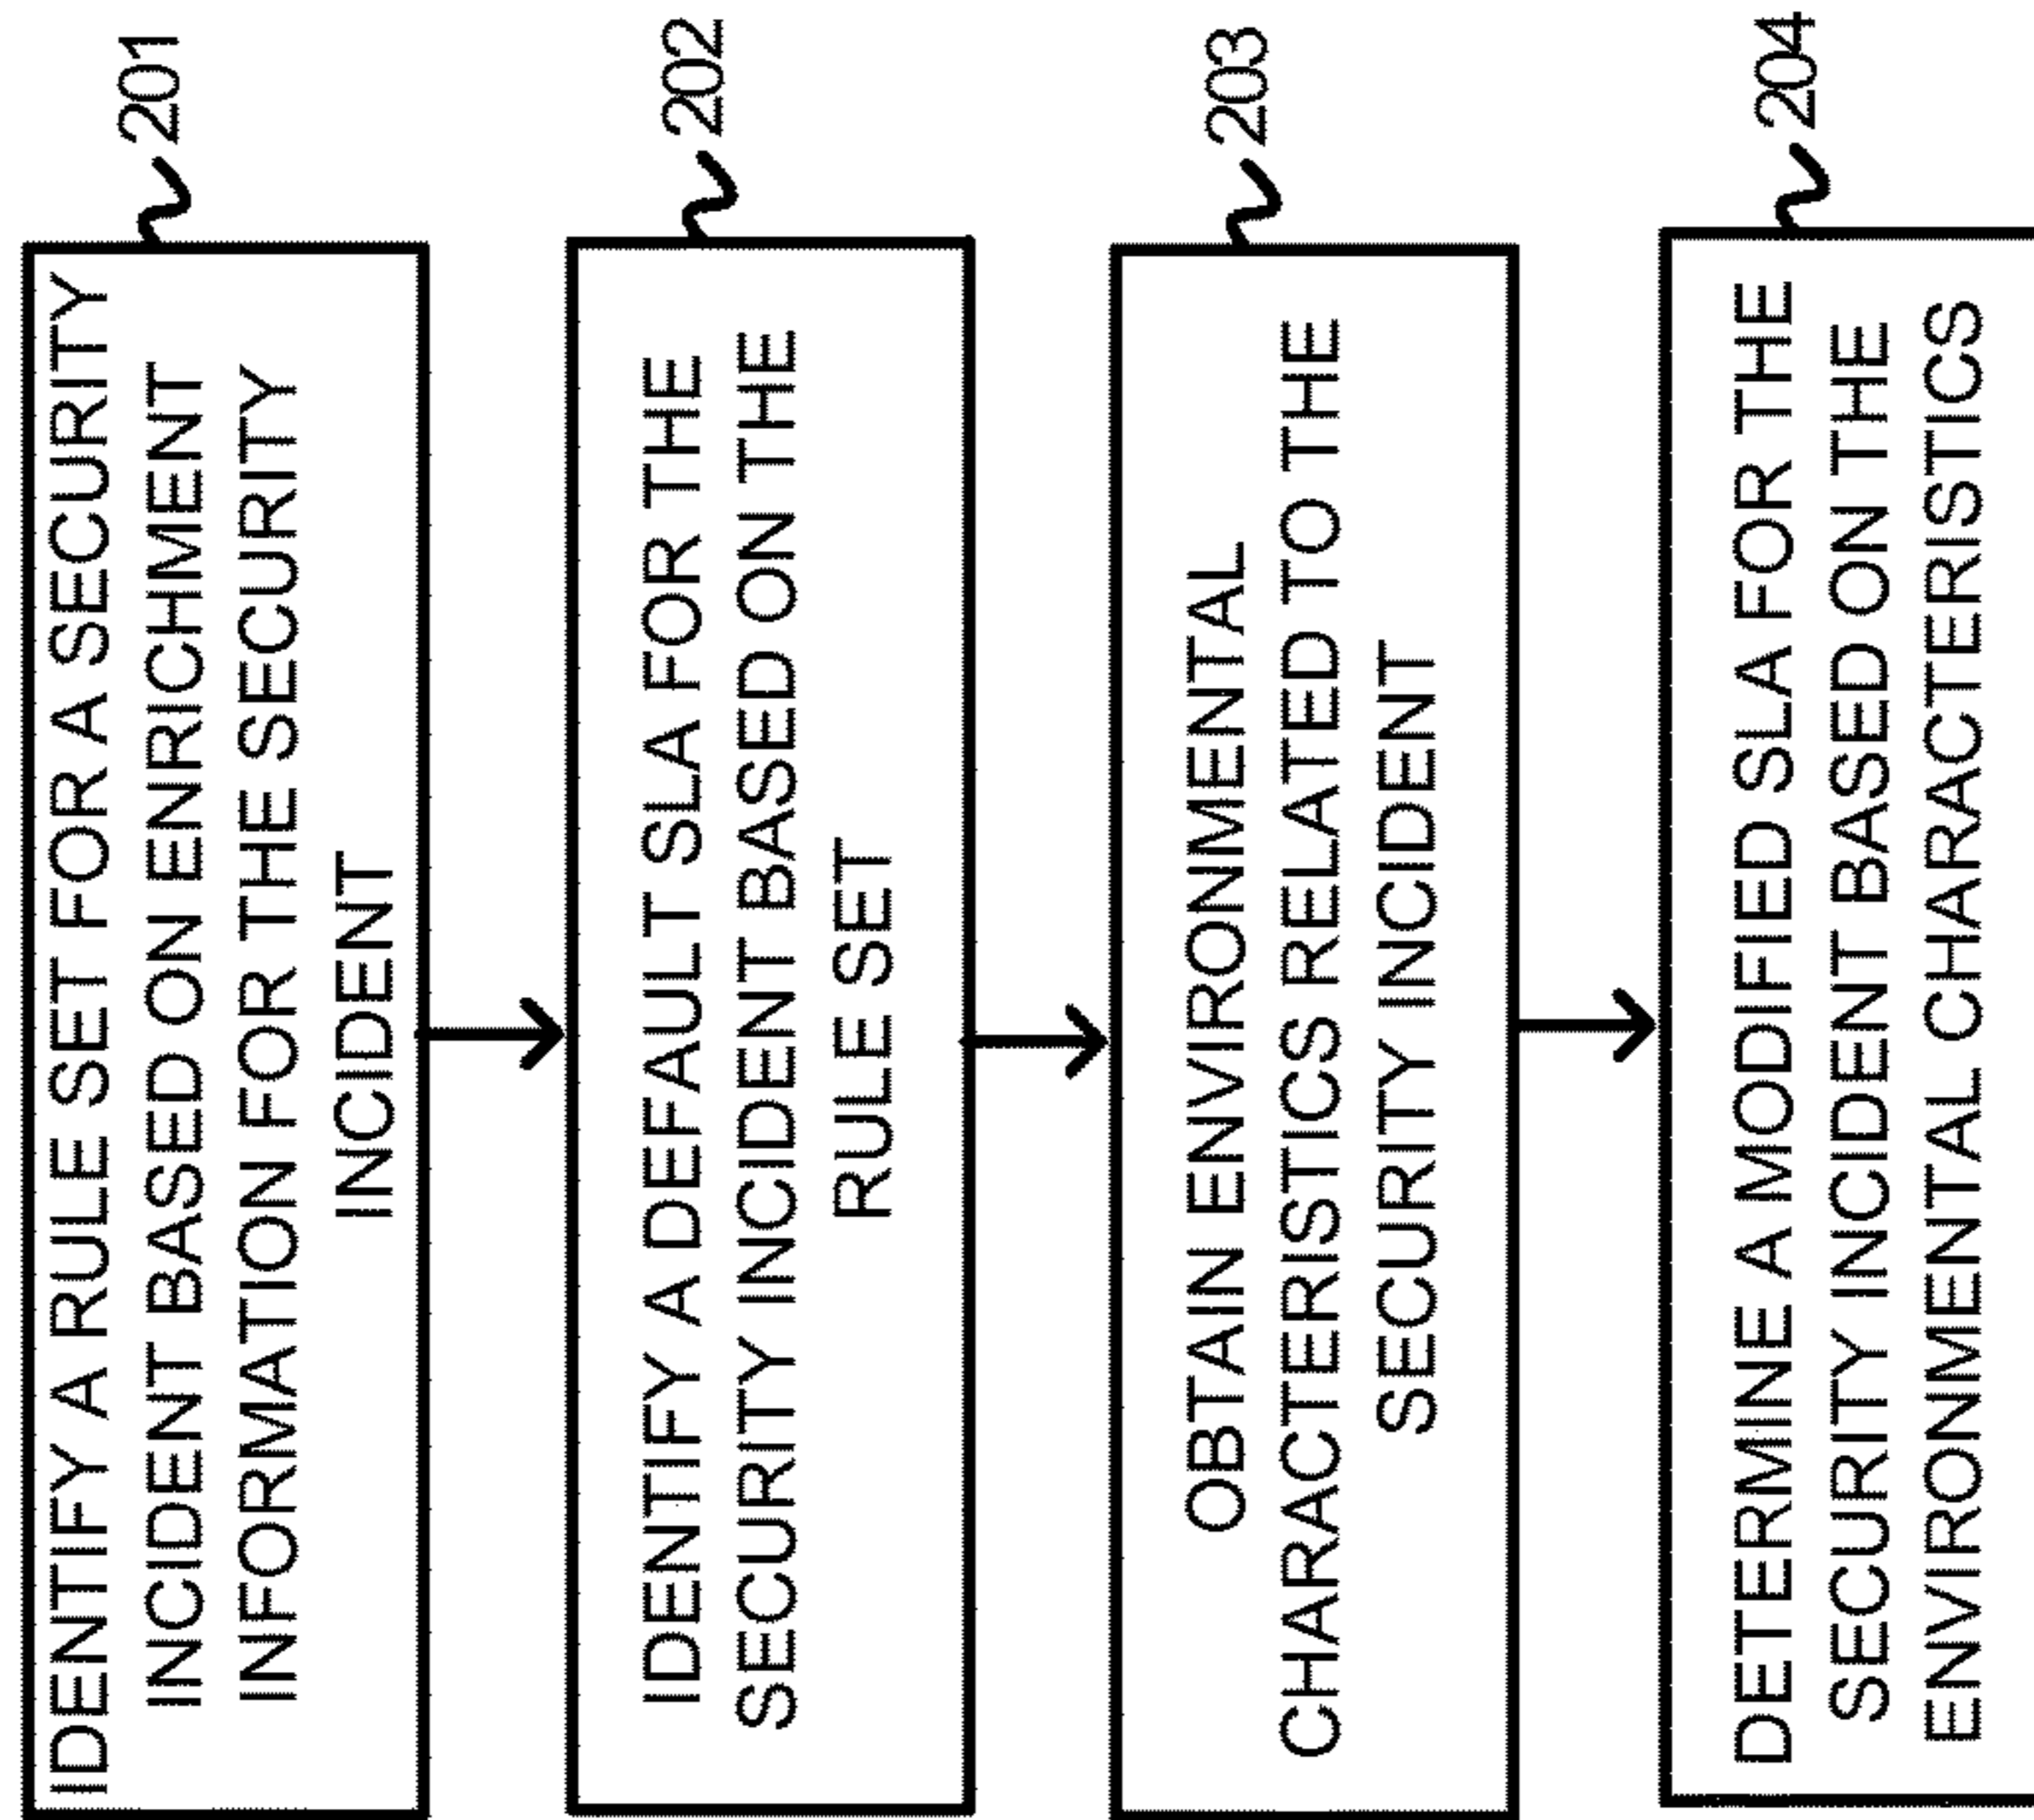 IDENTIFY A RULE SET FOR A SECURITY
INCIDENT BASED ON ENRICHMENT
INFORMATION FOR THE SECURITY
INCIDENT
201
IDENTIFY A DEFAULT SLA FOR THE
SECURITY INCIDENT BASED ON THE
RULE SET
202
OBTAIN ENVIRONMENTAL
CHARACTERISTICS RELATED TO THE
SECURITY INCIDENT
203
DETERMINE A MODIFIED SLA FOR THE
SECURITY INCIDENT BASED ON THE
ENVIRONMENTAL CHARACTERISTICS
204